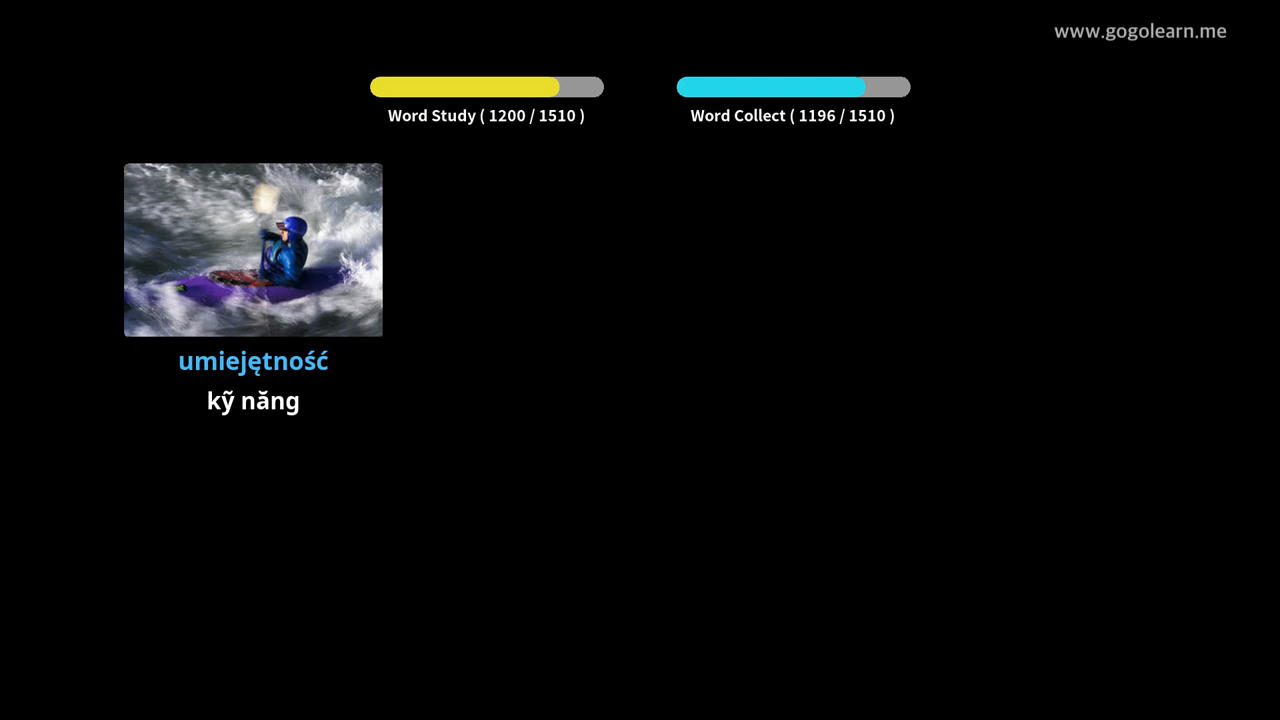 www.gogolearn.me
Word Study ( 1200 / 1510 )
Word Collect ( 1196 / 1510 )
umiejętność
kỹ năng